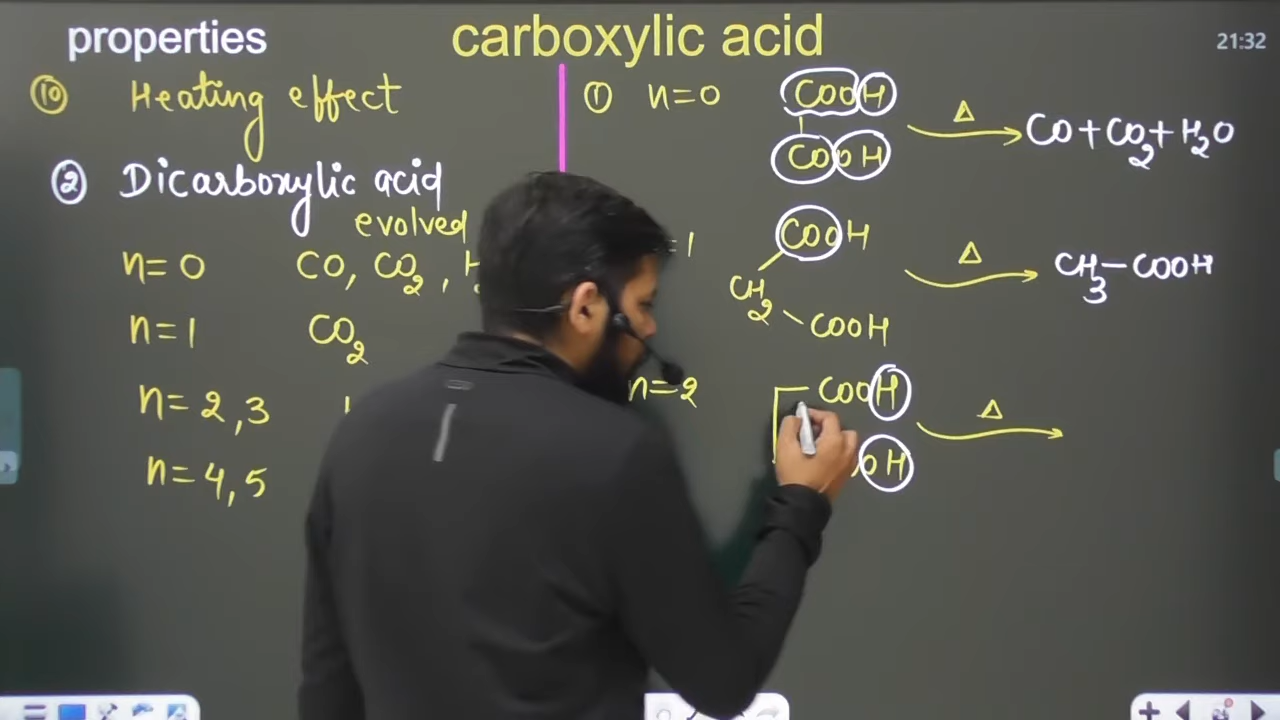 properties
carboxylic acid
21:32
⑩ Heating effect
② Dicarboxylic acid
evolved
n=0 CO, CO₂,
n=1 CO₂
n=2,3
n=4,5
① n=0
COOH
COOH
Δ
CO+CO₂+H₂O
=1
COOH
CH₂
COOH
Δ
CH₃-COOH
n=2
COOH
OH
Δ